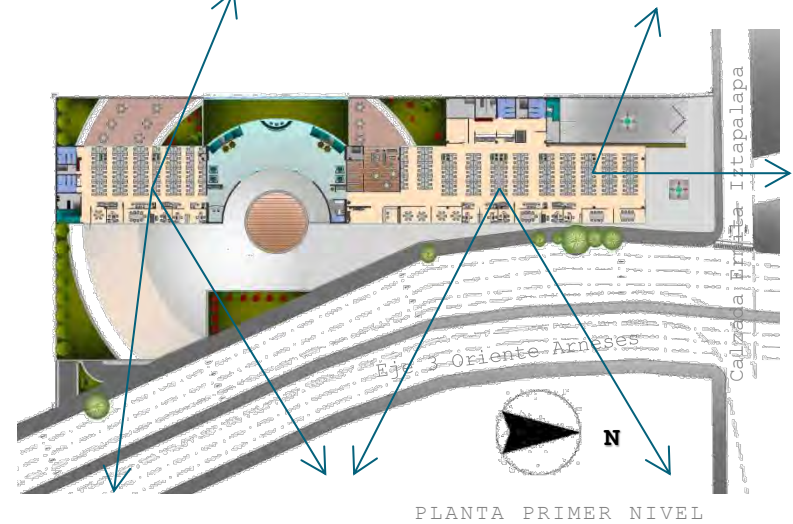 Calzada Ermita Iztapalapa
Eje 3 Oriente Arneses
N
PLANTA PRIMER NIVEL